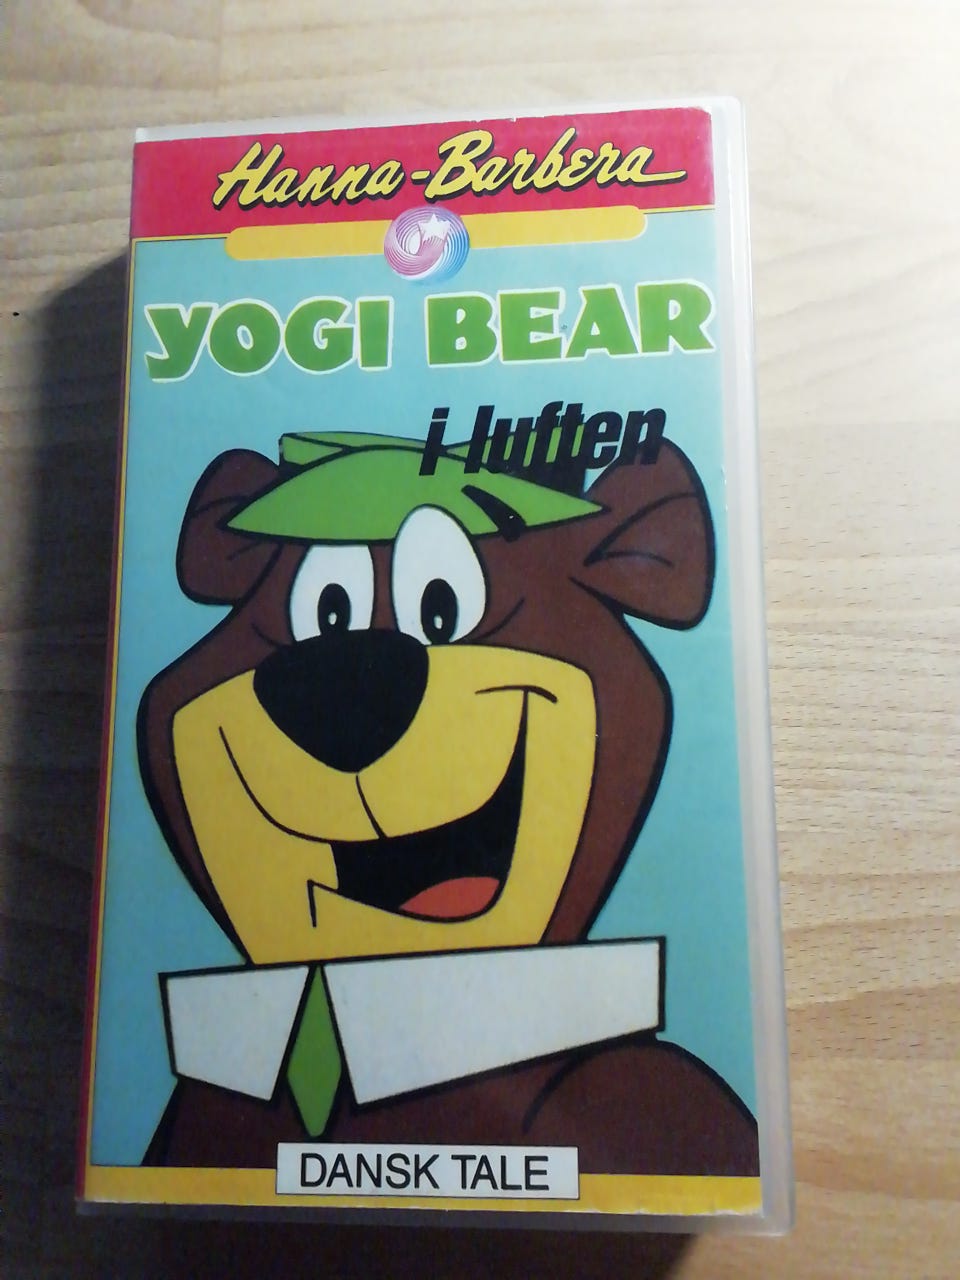 Hanna-Barbera
YOGI BEAR
i luften
DANSK TALE